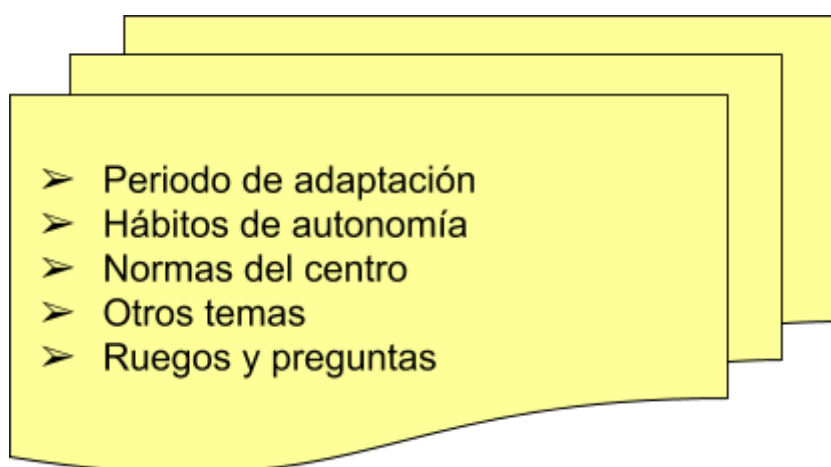 ➢ Periodo de adaptación
➢ Hábitos de autonomía
➢ Normas del centro
➢ Otros temas
➢ Ruegos y preguntas